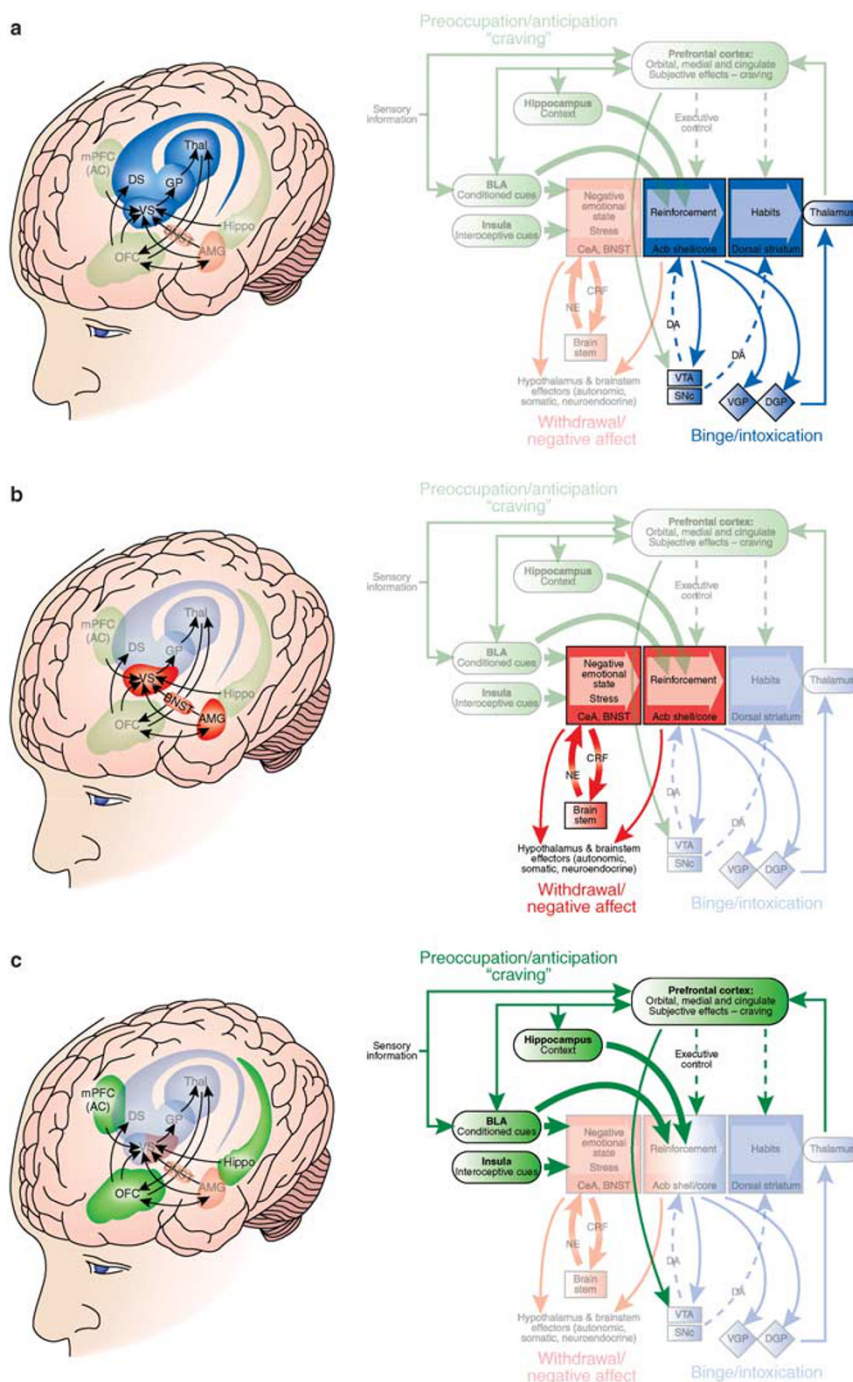 a
mPFC
(AC)
DS
GP
Thal
VS
BNST
Hippo
OFC
AMG
Preoccupation/anticipation
"craving"
Prefrontal cortex:
Orbital, medial and cingulate
Subjective effects – craving
Sensory
information
Hippocampus
Context
Executive
control
BLA
Conditioned cues
Insula
Interoceptive cues
Negative
emotional
state
Stress
CeA, BNST
Reinforcement
Acb shell/core
Habits
Dorsal striatum
Thalamus
NE
CRF
Brain
stem
DA
DA
VTA
SNc
VGP
DGP
Hypothalamus & brainstem
effectors (autonomic,
somatic, neuroendocrine)
Withdrawal/
negative affect
Binge/intoxication
b
mPFC
(AC)
DS
GP
Thal
VS
BNST
Hippo
OFC
AMG
Preoccupation/anticipation
"craving"
Prefrontal cortex:
Orbital, medial and cingulate
Subjective effects – craving
Sensory
information
Hippocampus
Context
Executive
control
BLA
Conditioned cues
Insula
Interoceptive cues
Negative
emotional
state
Stress
CeA, BNST
Reinforcement
Acb shell/core
Habits
Dorsal striatum
Thalamus
NE
CRF
Brain
stem
DA
DA
VTA
SNc
VGP
DGP
Hypothalamus & brainstem
effectors (autonomic,
somatic, neuroendocrine)
Withdrawal/
negative affect
Binge/intoxication
c
mPFC
(AC)
DS
GP
Thal
VS
BNST
Hippo
OFC
AMG
Preoccupation/anticipation
"craving"
Prefrontal cortex:
Orbital, medial and cingulate
Subjective effects – craving
Sensory
information
Hippocampus
Context
Executive
control
BLA
Conditioned cues
Insula
Interoceptive cues
Negative
emotional
state
Stress
CeA, BNST
Reinforcement
Acb shell/core
Habits
Dorsal striatum
Thalamus
NE
CRF
Brain
stem
DA
DA
VTA
SNc
VGP
DGP
Hypothalamus & brainstem
effectors (autonomic,
somatic, neuroendocrine)
Withdrawal/
negative affect
Binge/intoxication